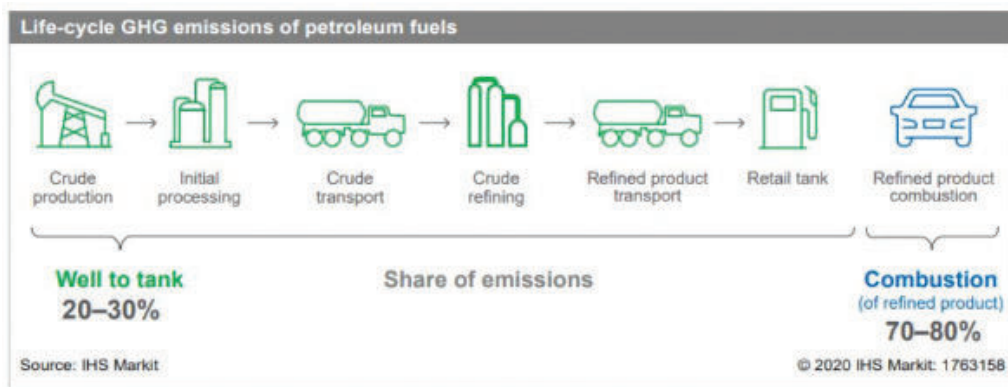 Life-cycle GHG emissions of petroleum fuels
Crude
production
Initial
processing
Crude
transport
Crude
refining
Refined product
transport
Retail tank
Refined product
combustion
Well to tank
20–30%
Share of emissions
Combustion
(of refined product)
70–80%
Source: IHS Markit
© 2020 IHS Markit: 1763158